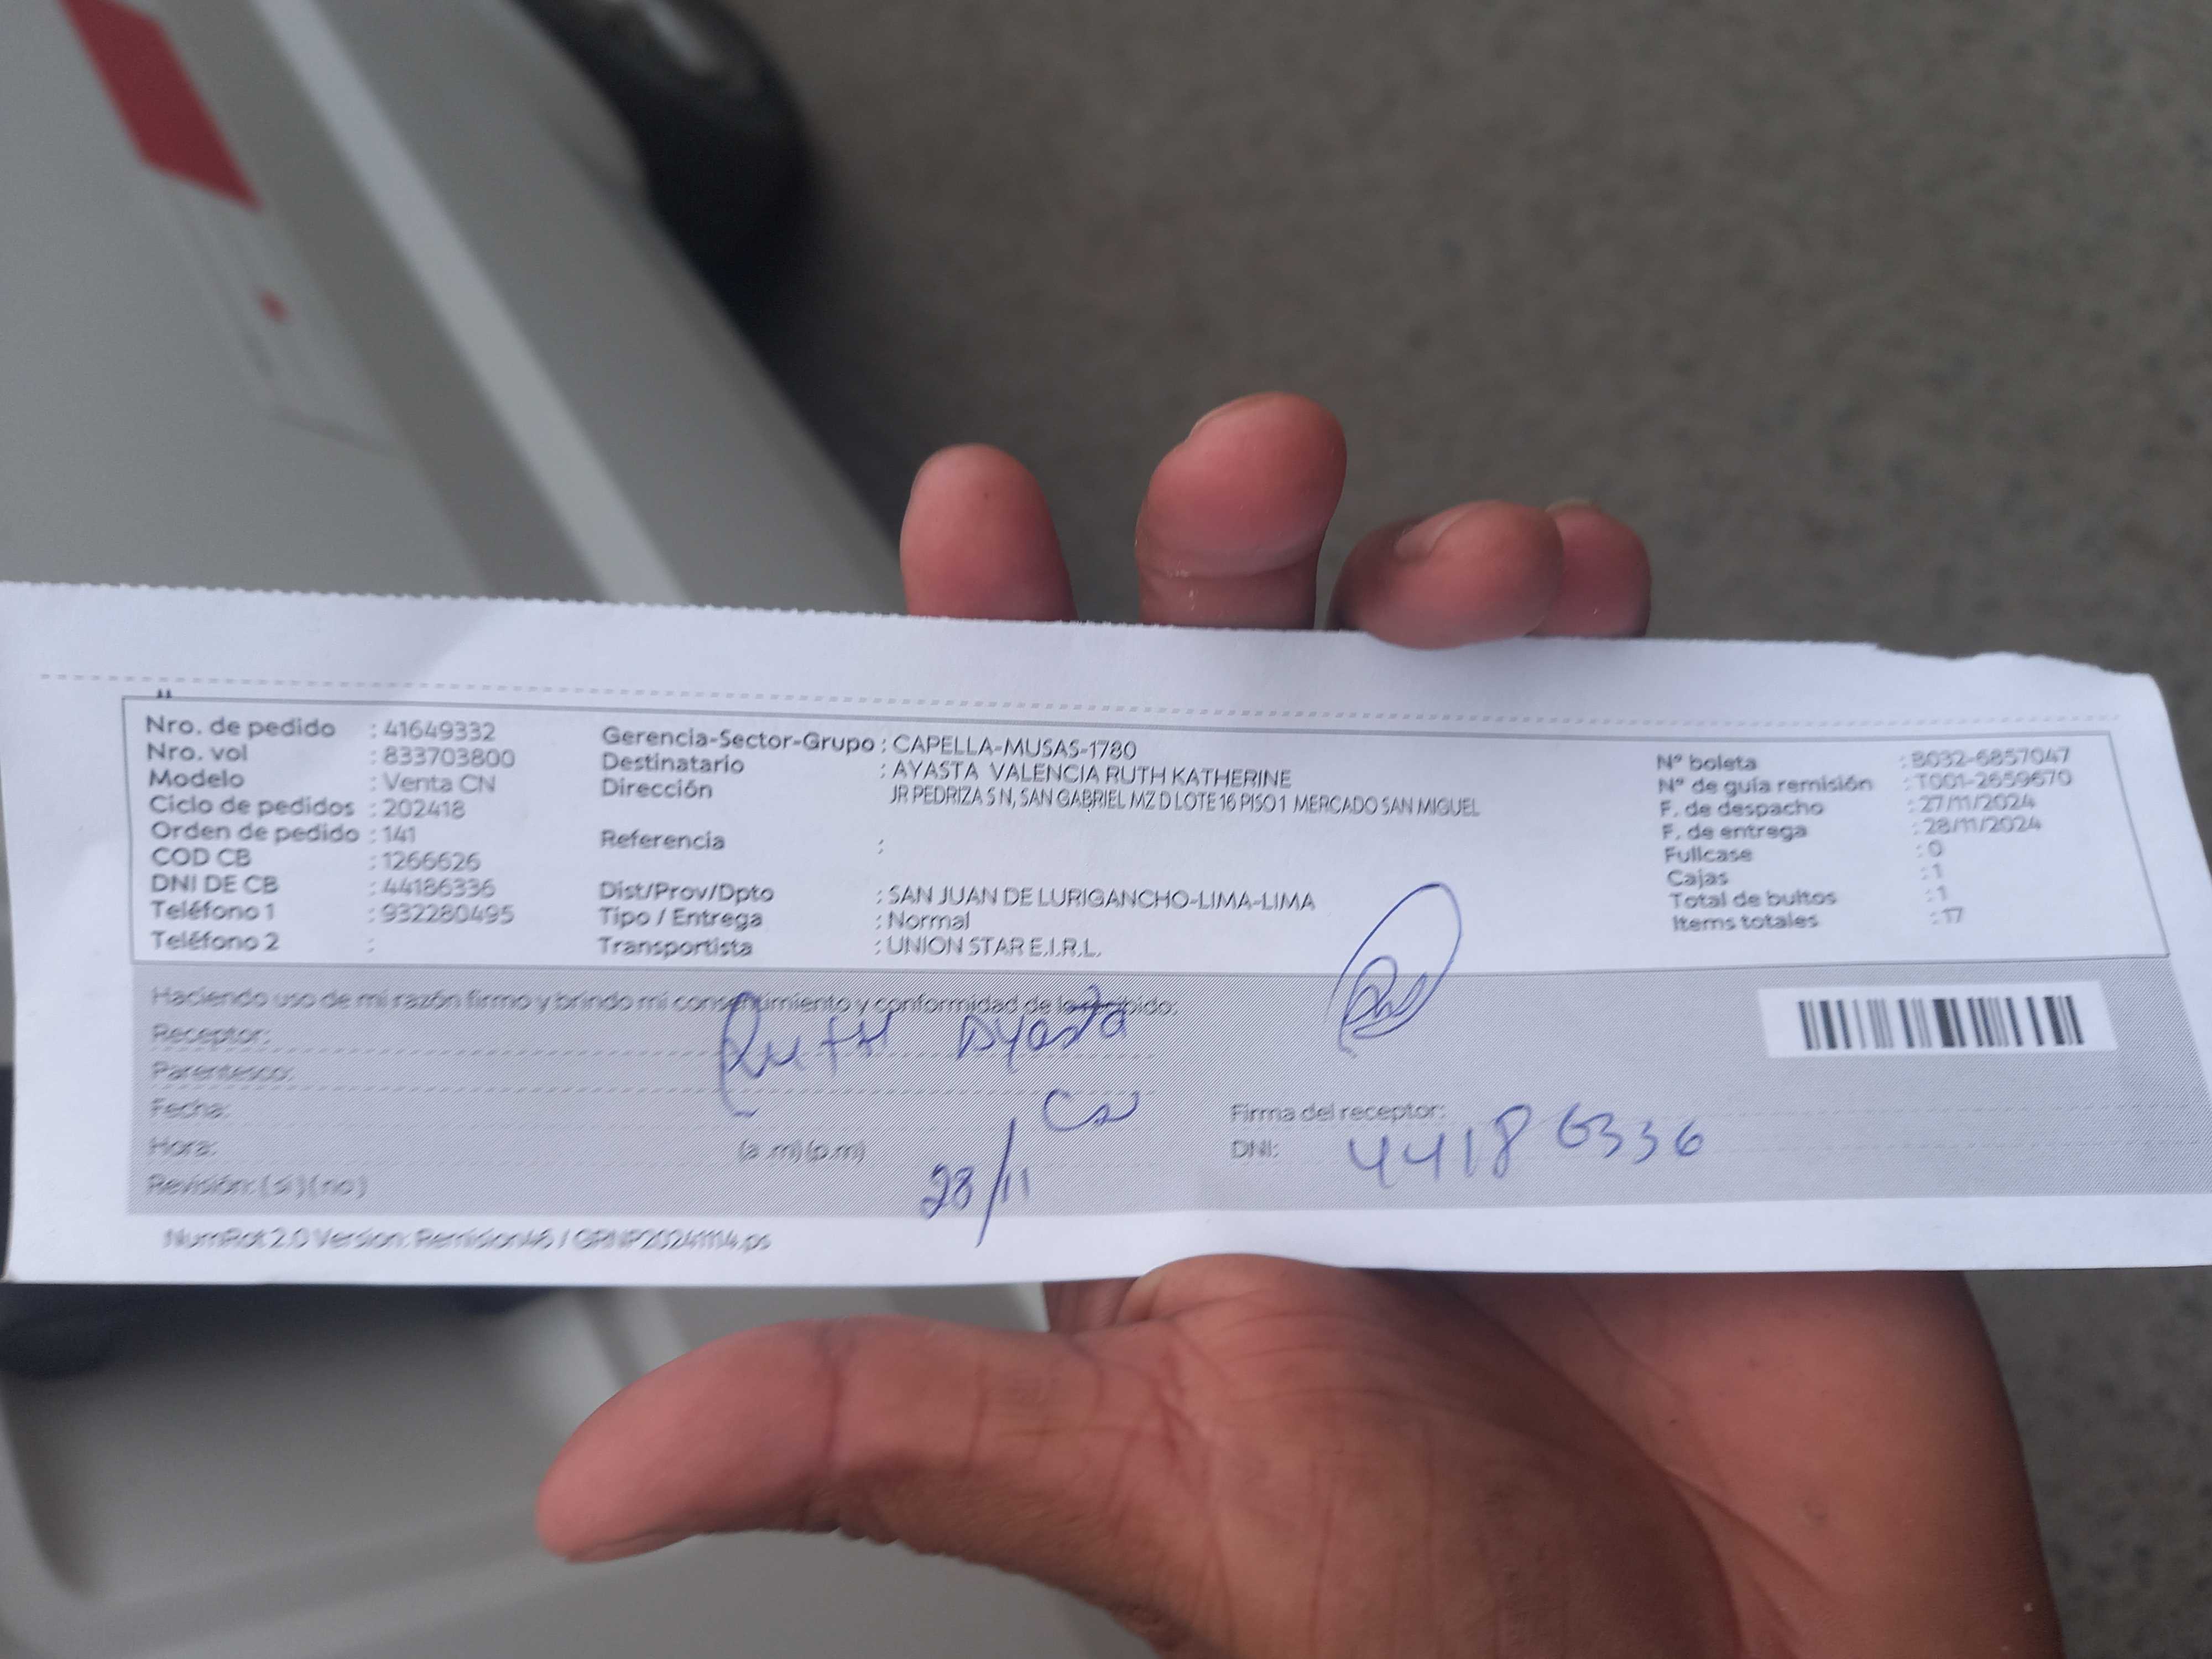 Nro. de pedido : 41649332
Nro. vol : 833703800
Modelo : Venta CN
Ciclo de pedidos : 202418
Orden de pedido : 141
COD CB : 1266626
DNI DE CB : 44186336
Teléfono 1 : 932280495
Teléfono 2 :
Gerencia-Sector-Grupo : CAPELLA-MUSAS-1780
Destinatario : AYASTA VALENCIA RUTH KATHERINE
Dirección JR PEDRIZA S N, SAN GABRIEL MZ D LOTE 16 PISO 1 MERCADO SAN MIGUEL
Referencia :
Dist/Prov/Dpto : SAN JUAN DE LURIGANCHO-LIMA-LIMA
Tipo / Entrega : Normal
Transportista : UNION STAR E.I.R.L.
Nº boleta : B032-6857047
Nº de guía remisión : T001-2659670
F. de despacho : 27/11/2024
F. de entrega : 28/11/2024
Fullcase : 0
Cajas : 1
Total de bultos : 1
Items totales : 17
Haciendo uso de mi razón firmo y brindo mi consentimiento y conformidad de lo recibido:
Receptor: Ruth Ayasta
Parentesco:
Fecha: 28/11
Hora: (a .m) (p.m)
Revisión: ( si ) ( no )
Firma del receptor:
DNI: 44186336
NumRot 2.0 Version: Remision46 / GRNP20241114.ps